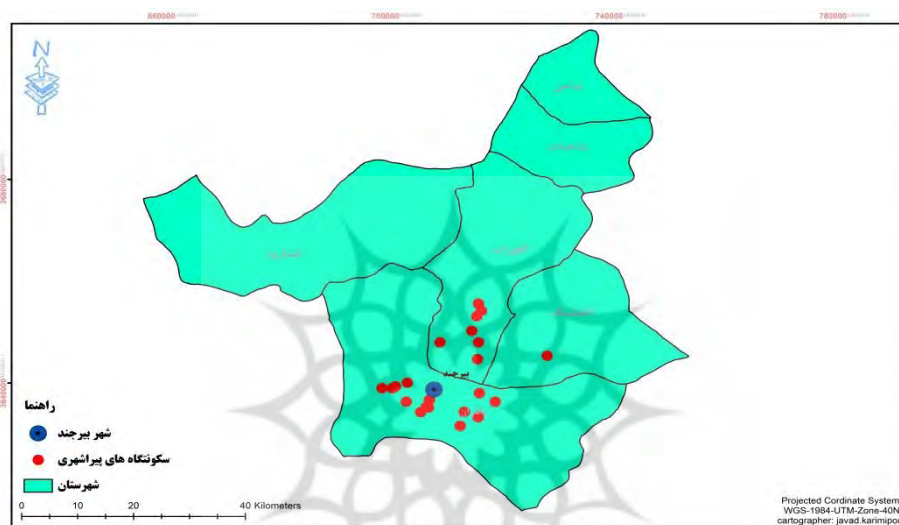 660000
700000
740000
780000
N
3680000
3640000
بیرجند
راهنما
شهر بیرجند
سکونتگاه های پیراشهری
شهرستان
0 10 20 40 Kilometers
Projected Cordinate System
WGS-1984-UTM-Zone-40N
cartographer: javad.karimipo